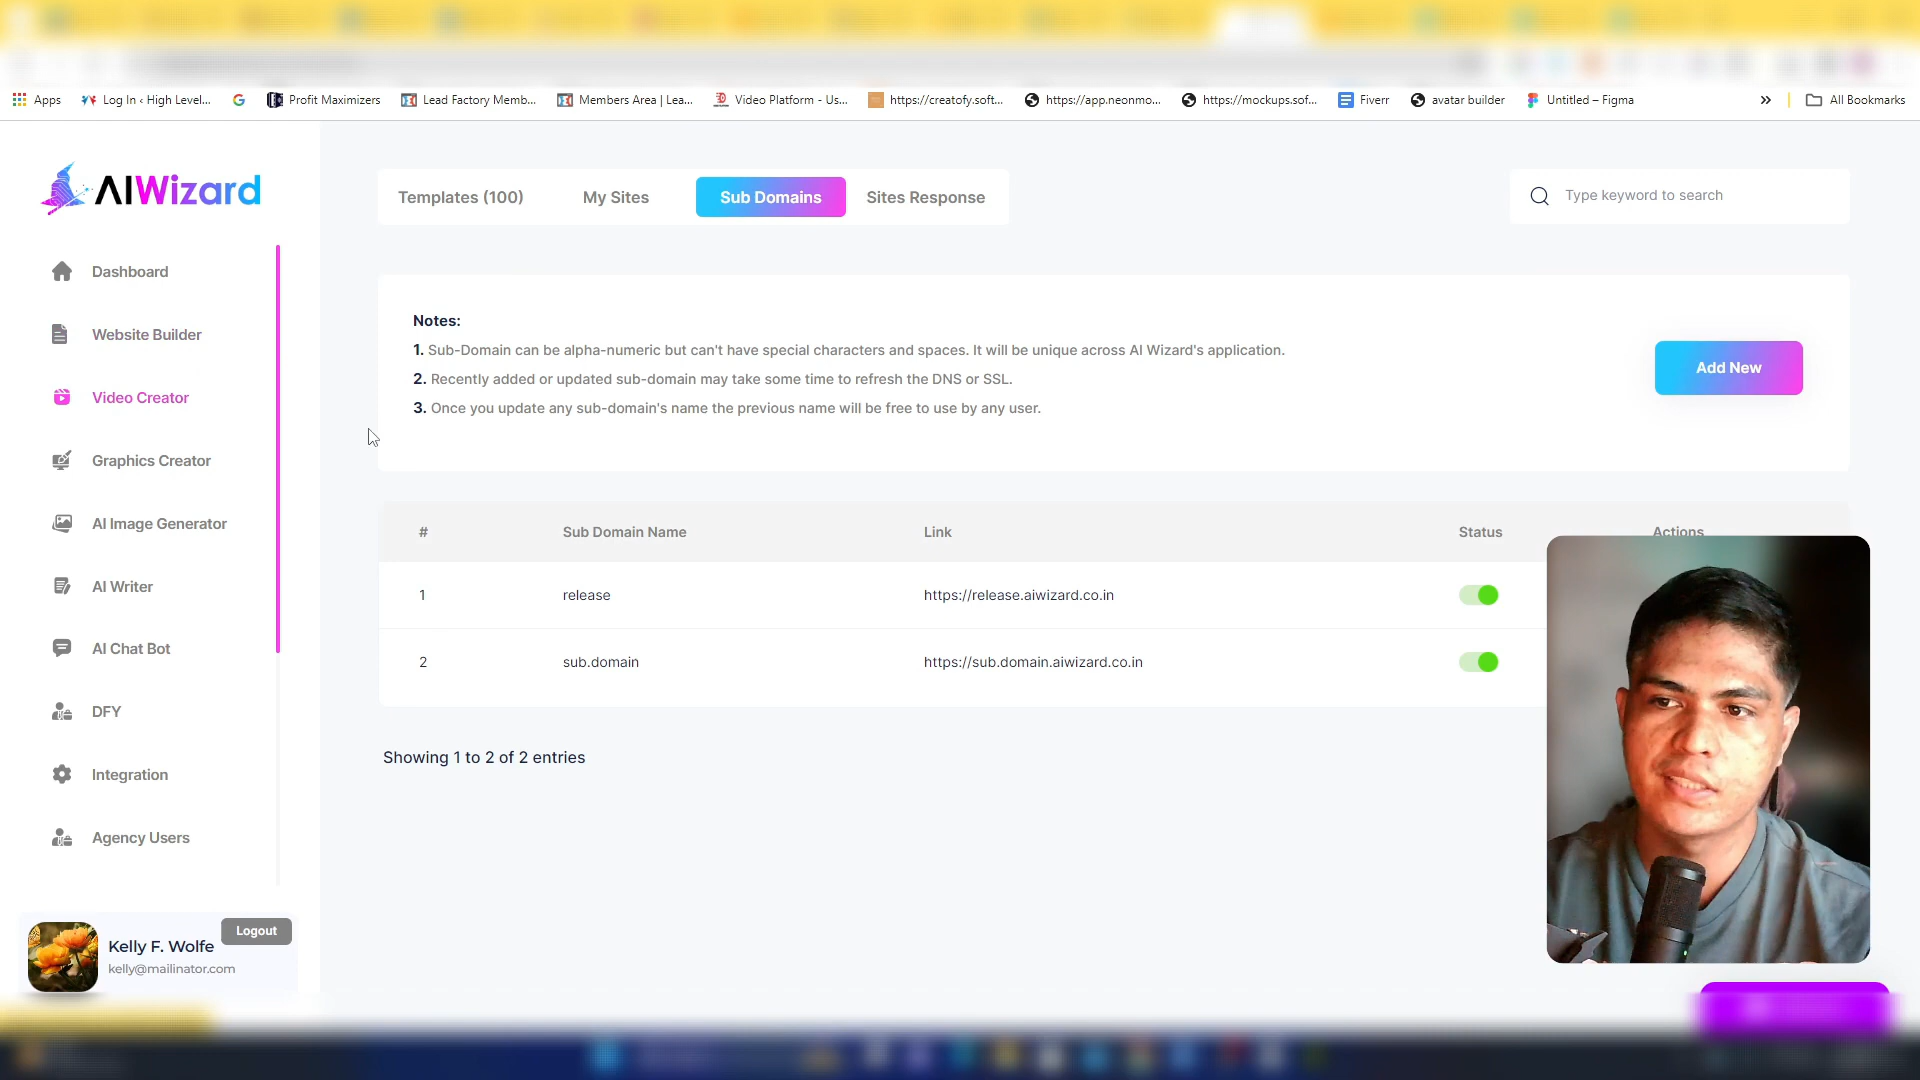 Apps
Log In ‹ High Level...
Profit Maximizers
Lead Factory Memb...
Members Area | Lea...
Video Platform - Us...
https://creatofy.soft...
https://app.neonmo...
https://mockups.sof...
Fiverr
avatar builder
Untitled – Figma
All Bookmarks
AIWizard
Templates (100)
My Sites
Sub Domains
Sites Response
Type keyword to search
Dashboard
Website Builder
Video Creator
Graphics Creator
AI Image Generator
AI Writer
AI Chat Bot
DFY
Integration
Agency Users
Notes:
1. Sub-Domain can be alpha-numeric but can't have special characters and spaces. It will be unique across AI Wizard's application.
2. Recently added or updated sub-domain may take some time to refresh the DNS or SSL.
3. Once you update any sub-domain's name the previous name will be free to use by any user.
Add New
# Sub Domain Name Link Status Actions
1 release https://release.aiwizard.co.in
2 sub.domain https://sub.domain.aiwizard.co.in
Showing 1 to 2 of 2 entries
Logout
Kelly F. Wolfe
kelly@mailinator.com